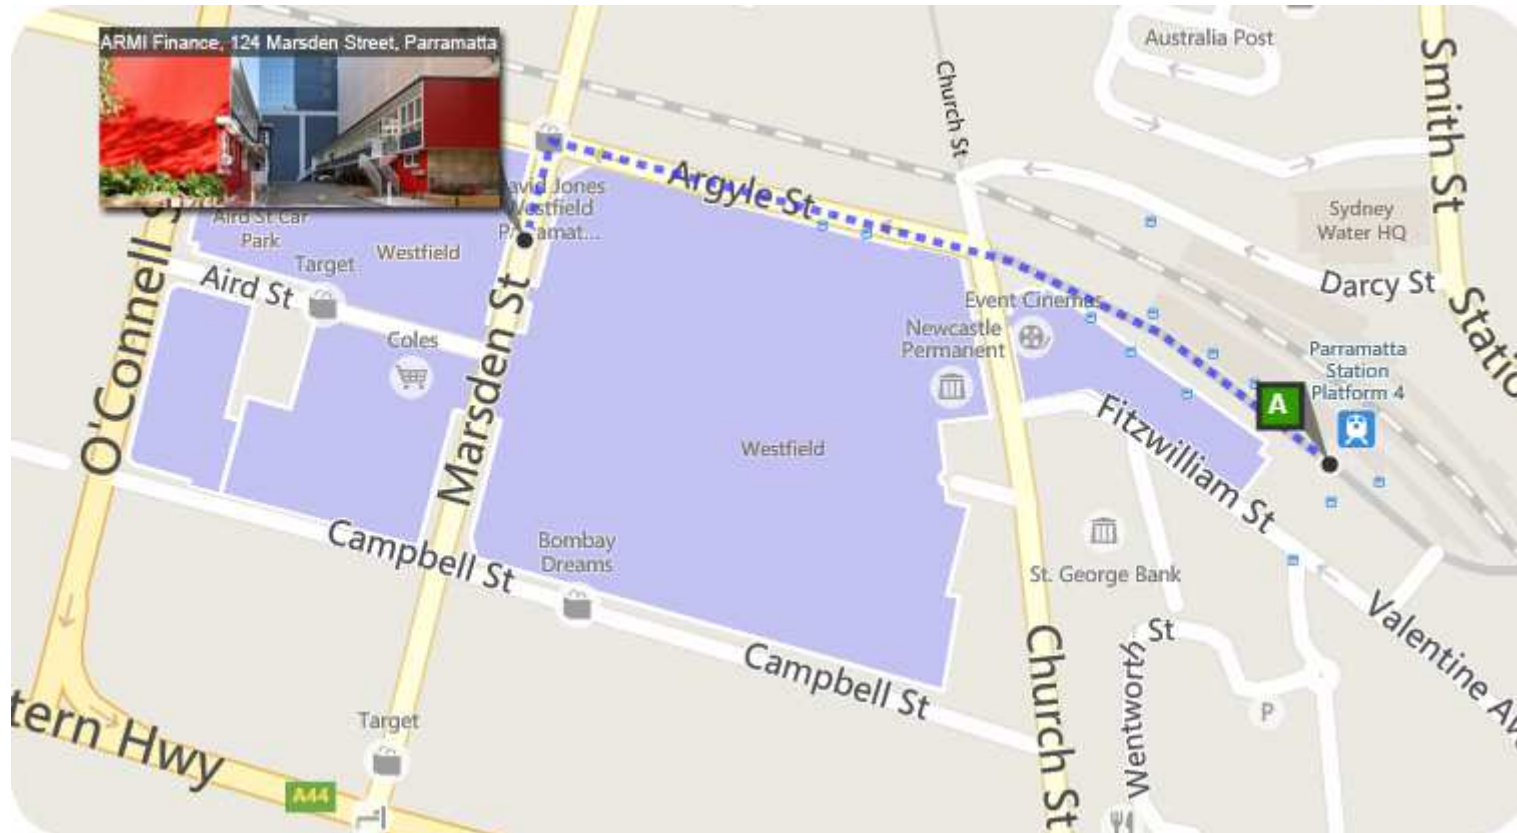 ARMI Finance, 124 Marsden Street, Parramatta
Australia Post
Smith St
Church St
Argyle St
David Jones
Westfield
Aird St Car
Park
Westfield
Target
Aird St
Coles
O'Connell St
Marsden St
Sydney
Water HQ
Darcy St
Event Cinemas
Newcastle
Permanent
Parramatta
Station
Platform 4
A
Westfield
Fitzwilliam St
Campbell St
Bombay
Dreams
St. George Bank
Valentine
St
Campbell St
Church St
Wentworth
P
Target
Hwy
A44